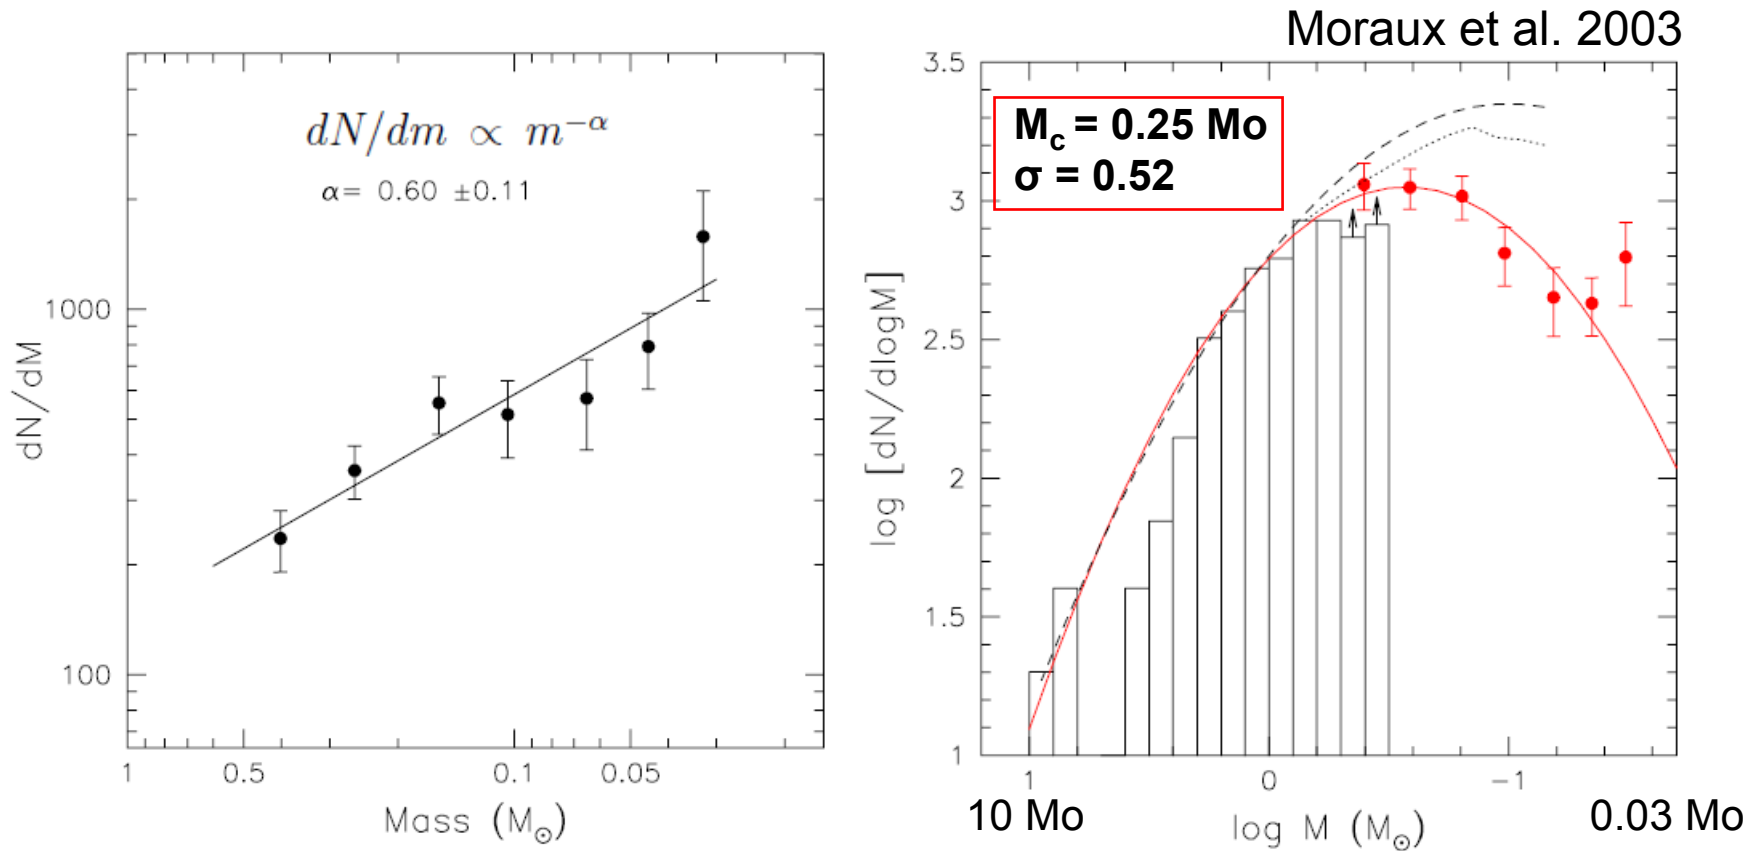 Moraux et al. 2003
dN/dm ∝ m^{-α}
α= 0.60 ±0.11
1000
100
dN/dM
1
0.5
0.1
0.05
Mass (M⊙)
M_c = 0.25 Mo
σ = 0.52
3.5
3
2.5
2
1.5
1
log [dN/dlogM]
1
0
−1
10 Mo
log M (M⊙)
0.03 Mo